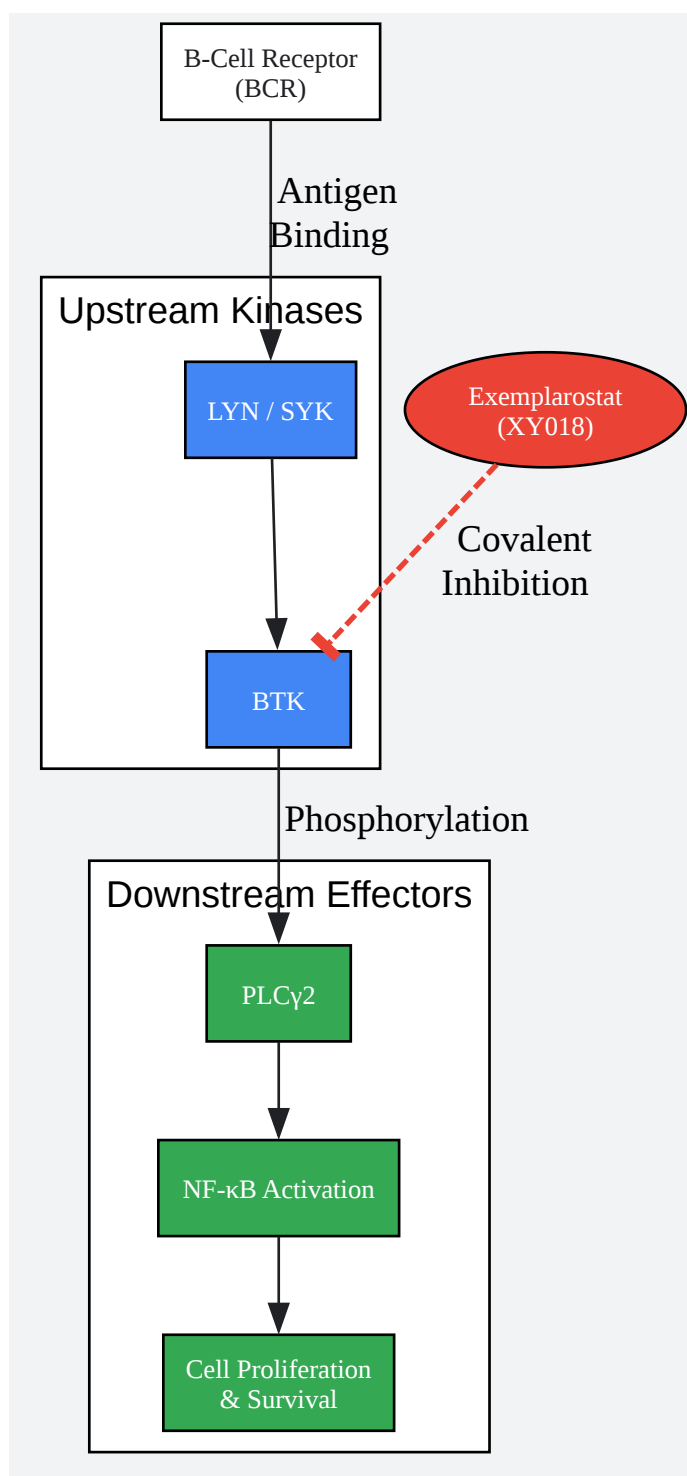 B-Cell Receptor
(BCR)
Antigen
Binding
Upstream Kinases
LYN / SYK
Exemplarostat
(XY018)
Covalent
Inhibition
BTK
Phosphorylation
Downstream Effectors
PLCγ2
NF-κB Activation
Cell Proliferation
& Survival